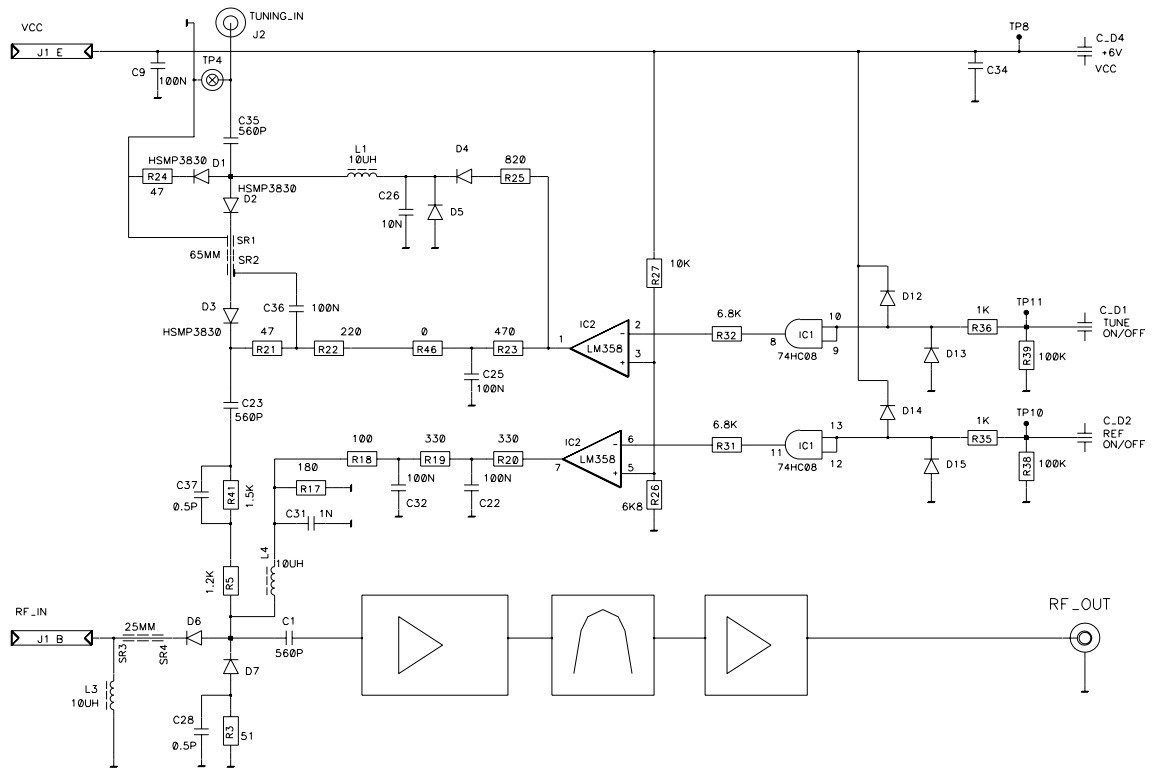 VCC
TUNING_IN
J2
TP8
C_D4
+6V
VCC
J1 E
TP4
C9
100N
C34
C35
560P
HSMP3830
D1
L1
10UH
D4
820
R24
47
R25
HSMP3830
D2
C26
10N
D5
SR1
65MM
SR2
R27
10K
D3
C36
100N
HSMP3830
D12
TP11
C_D1
TUNE
ON/OFF
1K
R36
6.8K
R32
10
IC1
8
9
74HC08
D13
R39
100K
47
R21
220
R22
0
R46
470
R23
1
IC2
2
-
LM358
3
+
C25
100N
C23
560P
D14
TP10
C_D2
REF
ON/OFF
1K
R35
6.8K
R31
13
IC1
11
12
74HC08
D15
R38
100K
100
R18
330
R19
330
R20
IC2
7
6
-
LM358
5
+
R26
6K8
180
R17
100N
C32
100N
C22
C37
0.5P
R41
1.5K
C31
1N
L4
10UH
1.2K
R5
RF_IN
J1 B
25MM
SR3
SR4
D6
C1
560P
RF_OUT
D7
L3
10UH
C28
0.5P
R3
51